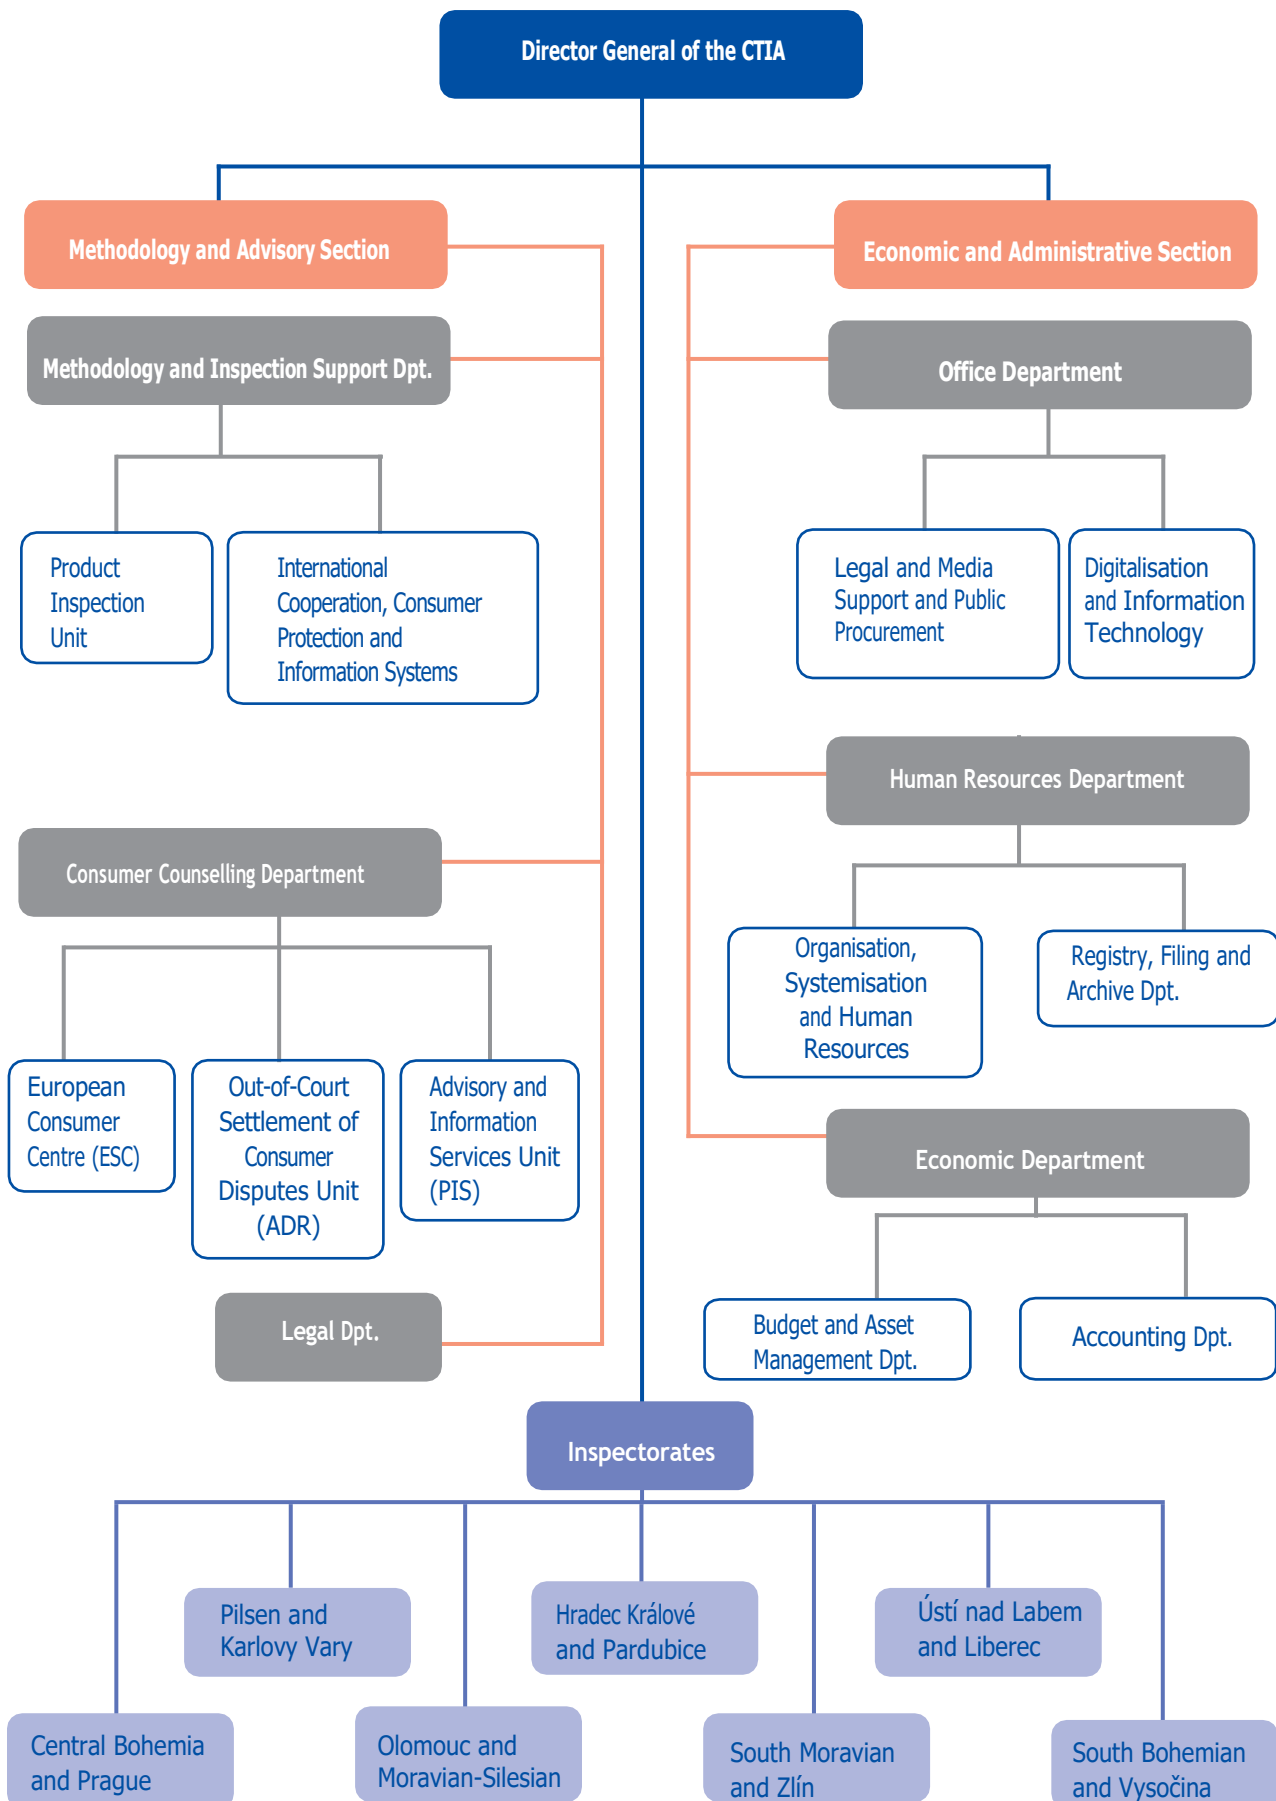 Director General of the CTIA
Methodology and Advisory Section
Economic and Administrative Section
Methodology and Inspection Support Dpt.
Office Department
Product
Inspection
Unit
International
Cooperation, Consumer
Protection and
Information Systems
Legal and Media
Support and Public
Procurement
Digitalisation
and Information
Technology
Human Resources Department
Consumer Counselling Department
Organisation,
Systemisation
and Human
Resources
Registry, Filing and
Archive Dpt.
European
Consumer
Centre (ESC)
Out-of-Court
Settlement of
Consumer
Disputes Unit
(ADR)
Advisory and
Information
Services Unit
(PIS)
Economic Department
Legal Dpt.
Budget and Asset
Management Dpt.
Accounting Dpt.
Inspectorates
Pilsen and
Karlovy Vary
Hradec Králové
and Pardubice
Ústí nad Labem
and Liberec
Central Bohemia
and Prague
Olomouc and
Moravian-Silesian
South Moravian
and Zlín
South Bohemian
and Vysočina